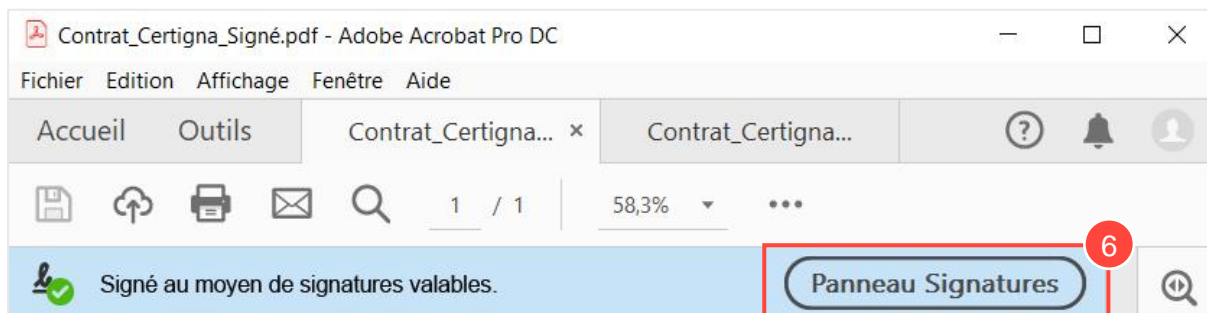 Contrat_Certigna_Signé.pdf - Adobe Acrobat Pro DC
Fichier Edition Affichage Fenêtre Aide
Accueil Outils Contrat_Certigna... × Contrat_Certigna...
1 / 1 58,3% •••
6
Signé au moyen de signatures valables. Panneau Signatures